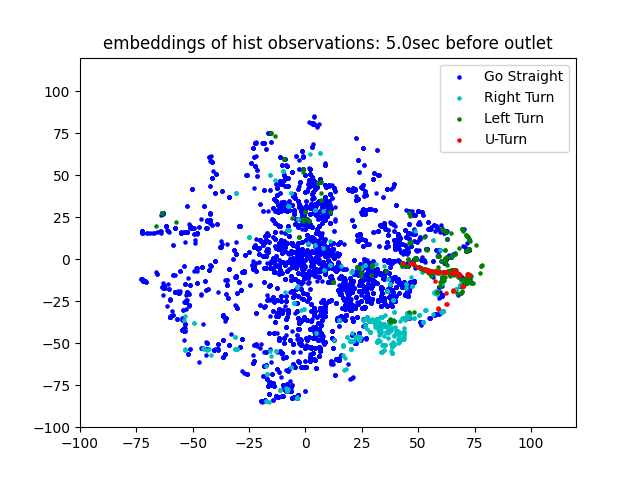 embeddings of hist observations: 5.0sec before outlet
Go Straight
Right Turn
Left Turn
U-Turn
100
75
50
25
0
−25
−50
−75
−100
−100 −75 −50 −25 0 25 50 75 100